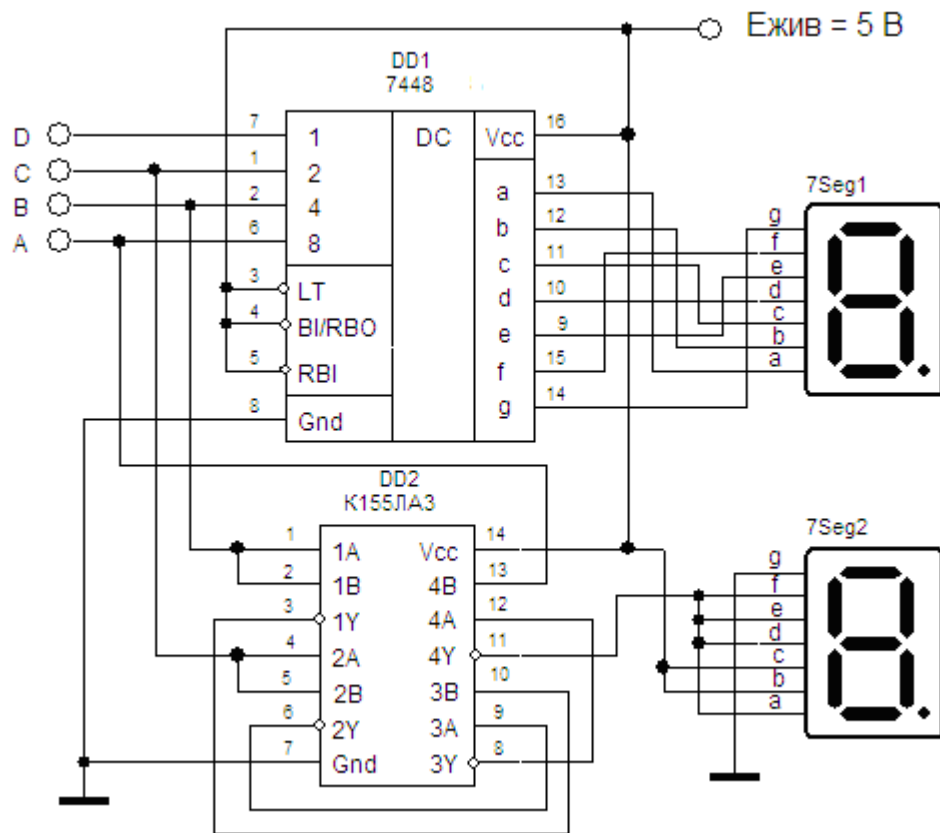 Eжив = 5 В
DD1
7448
D 7 1 DC Vcc 16
C 1 2
B 2 4
A 6 8
3 LT
4 BI/RBO
5 RBI
8 Gnd
a 13
b 12
c 11
d 10
e 9
f 15
g 14
7Seg1
g
f
e
d
c
b
a
DD2
К155ЛА3
1 1A Vcc 14
2 1B 4B 13
3 1Y 4A 12
4 2A 4Y 11
5 2B 3B 10
6 2Y 3A 9
7 Gnd 3Y 8
7Seg2
g
f
e
d
c
b
a